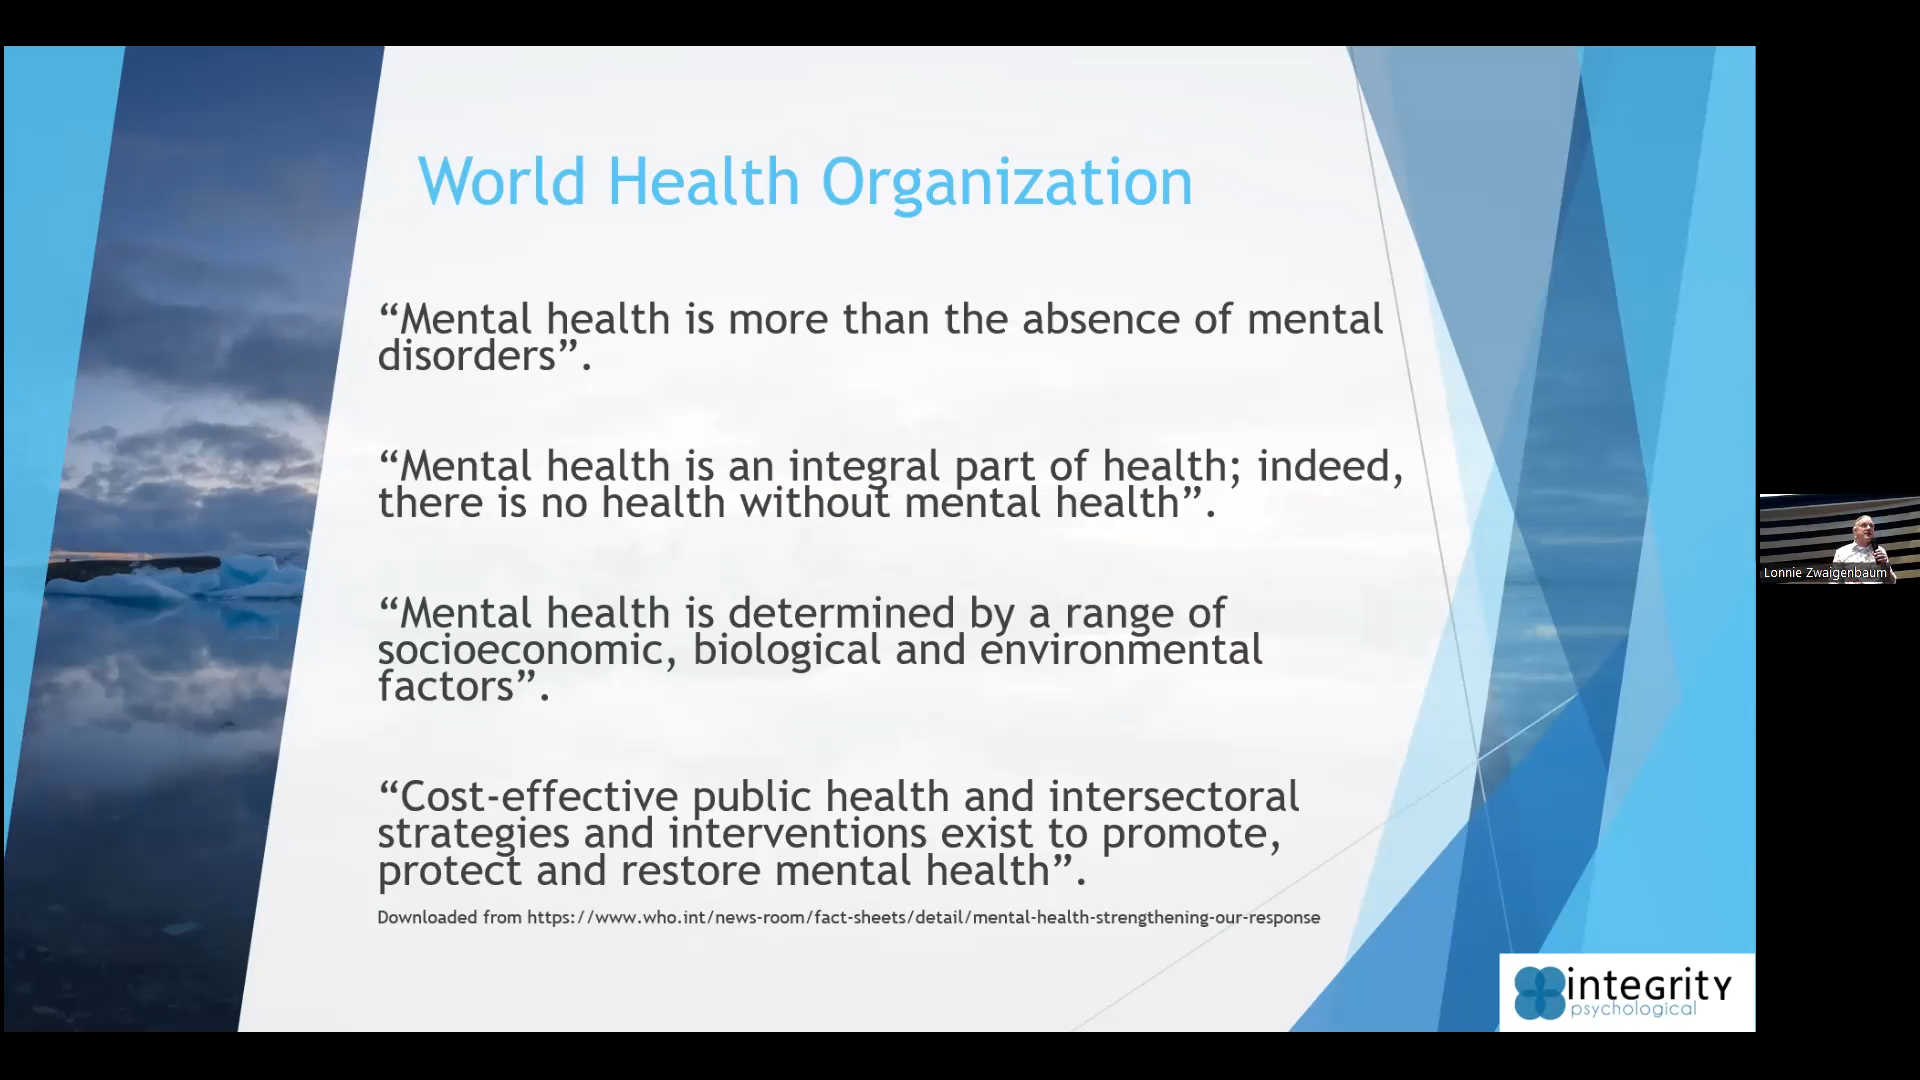 World Health Organization
“Mental health is more than the absence of mental
disorders”.
“Mental health is an integral part of health; indeed,
there is no health without mental health”.
“Mental health is determined by a range of
socioeconomic, biological and environmental
factors”.
“Cost-effective public health and intersectoral
strategies and interventions exist to promote,
protect and restore mental health”.
Downloaded from https://www.who.int/news-room/fact-sheets/detail/mental-health-strengthening-our-response
integrity
psychological
Lonnie Zwaigenbaum